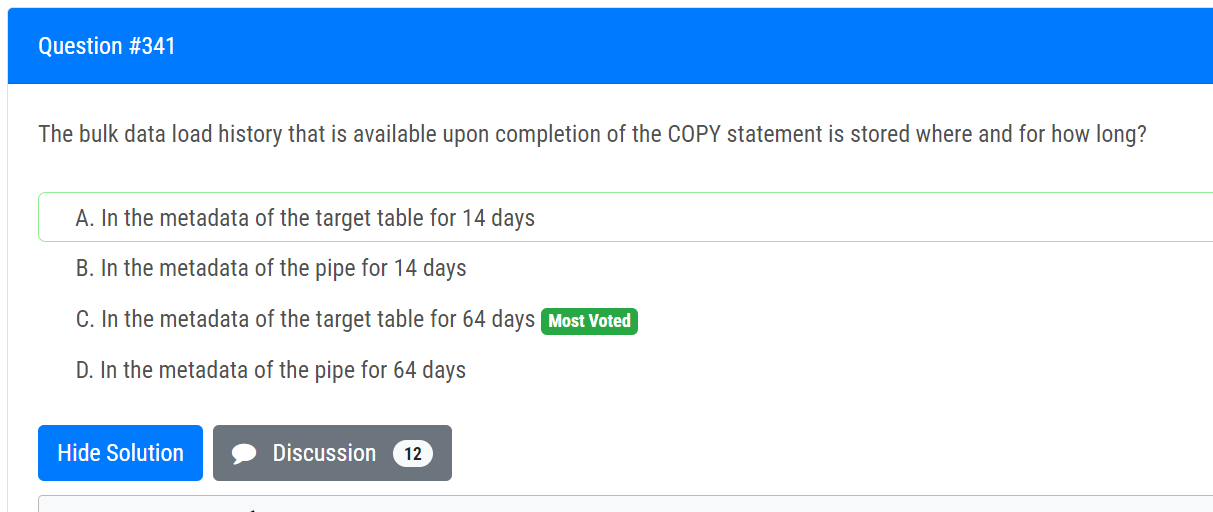 Question #341
The bulk data load history that is available upon completion of the COPY statement is stored where and for how long?
A. In the metadata of the target table for 14 days
B. In the metadata of the pipe for 14 days
C. In the metadata of the target table for 64 days Most Voted
D. In the metadata of the pipe for 64 days
Hide Solution Discussion 12